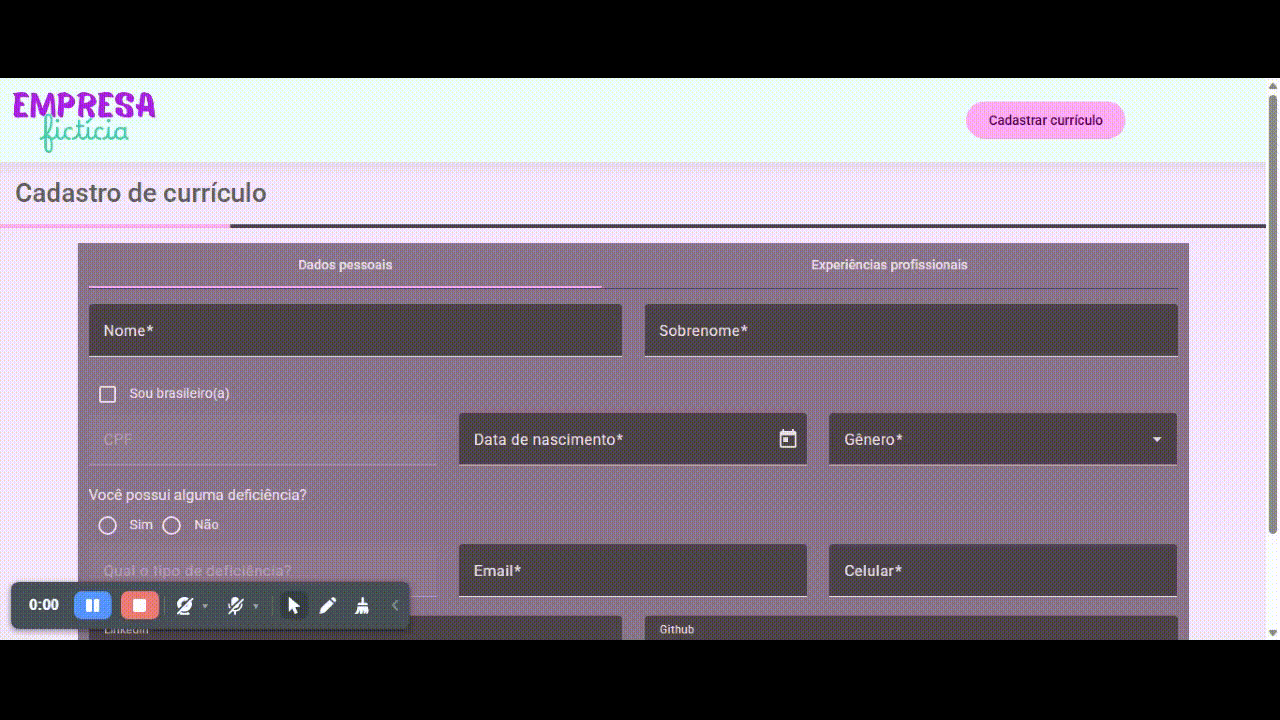 EMPRESA
fictícia
Cadastrar currículo
Cadastro de currículo
Dados pessoais
Experiências profissionais
Nome*
Sobrenome*
Sou brasileiro(a)
CPF
Data de nascimento*
Gênero*
Você possui alguma deficiência?
Sim
Não
Qual o tipo de deficiência?
Email*
Celular*
0:00
Linkedin
Github